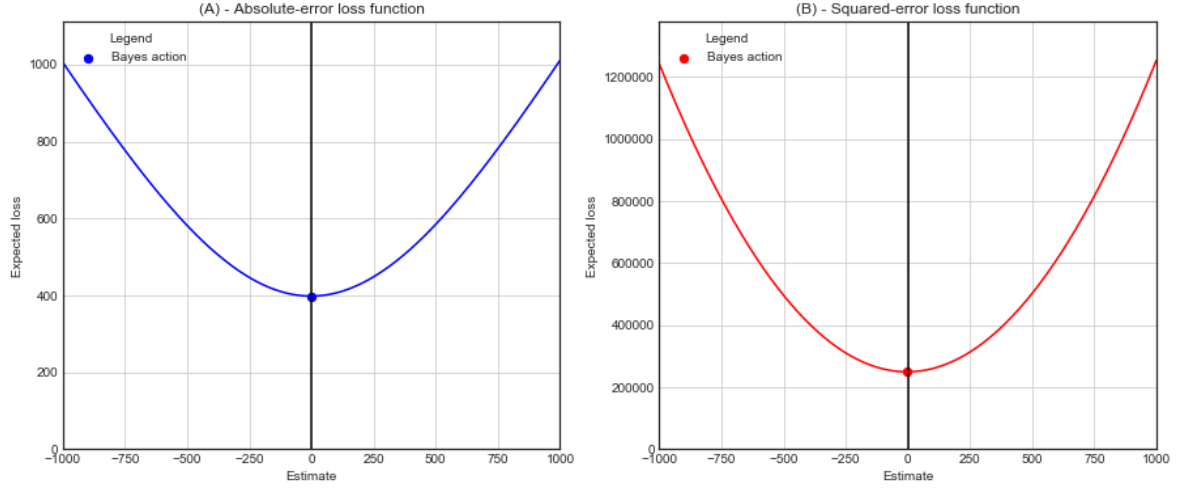 (A) - Absolute-error loss function
Legend
Bayes action
1000
800
600
400
200
0
Expected loss
−1000 −750 −500 −250 0 250 500 750 1000
Estimate
(B) - Squared-error loss function
Legend
Bayes action
1200000
1000000
800000
600000
400000
200000
0
Expected loss
−1000 −750 −500 −250 0 250 500 750 1000
Estimate